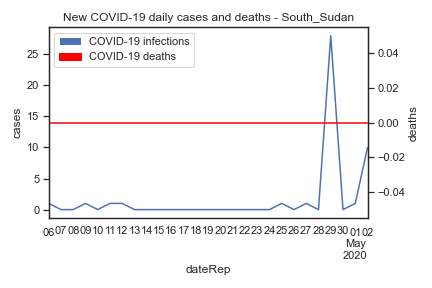 New COVID-19 daily cases and deaths - South_Sudan
COVID-19 infections
COVID-19 deaths
25
20
15
10
5
0
cases
0.04
0.02
0.00
−0.02
−0.04
deaths
06 07 08 09 10 11 12 13 14 15 16 17 18 19 20 21 22 23 24 25 26 27 28 29 30 01 02
May
2020
dateRep